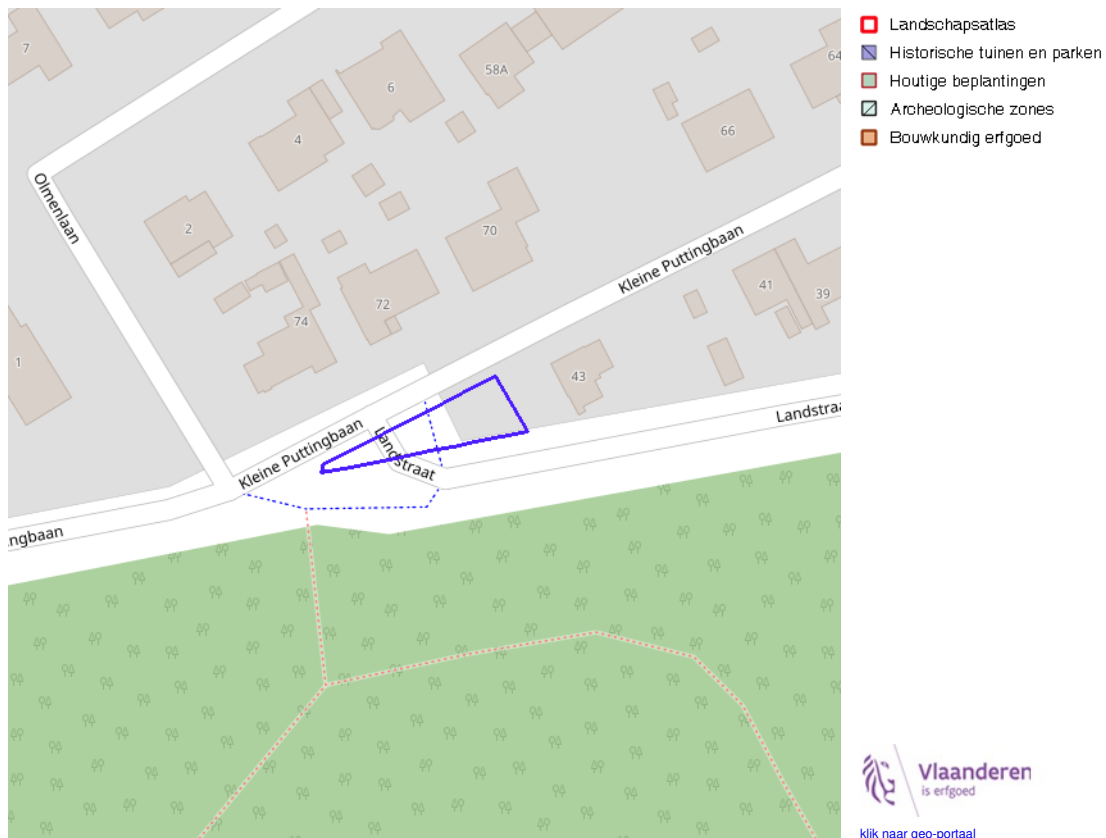 7
6
58A
64
4
66
Olmenlaan
2
70
Kleine Puttingbaan
72
41
39
74
1
43
Landstraa
Kleine Puttingbaan
Landstraat
ngbaan
Landschapsatlas
Historische tuinen en parken
Houtige beplantingen
Archeologische zones
Bouwkundig erfgoed
Vlaanderen
is erfgoed
klik naar geo-portaal